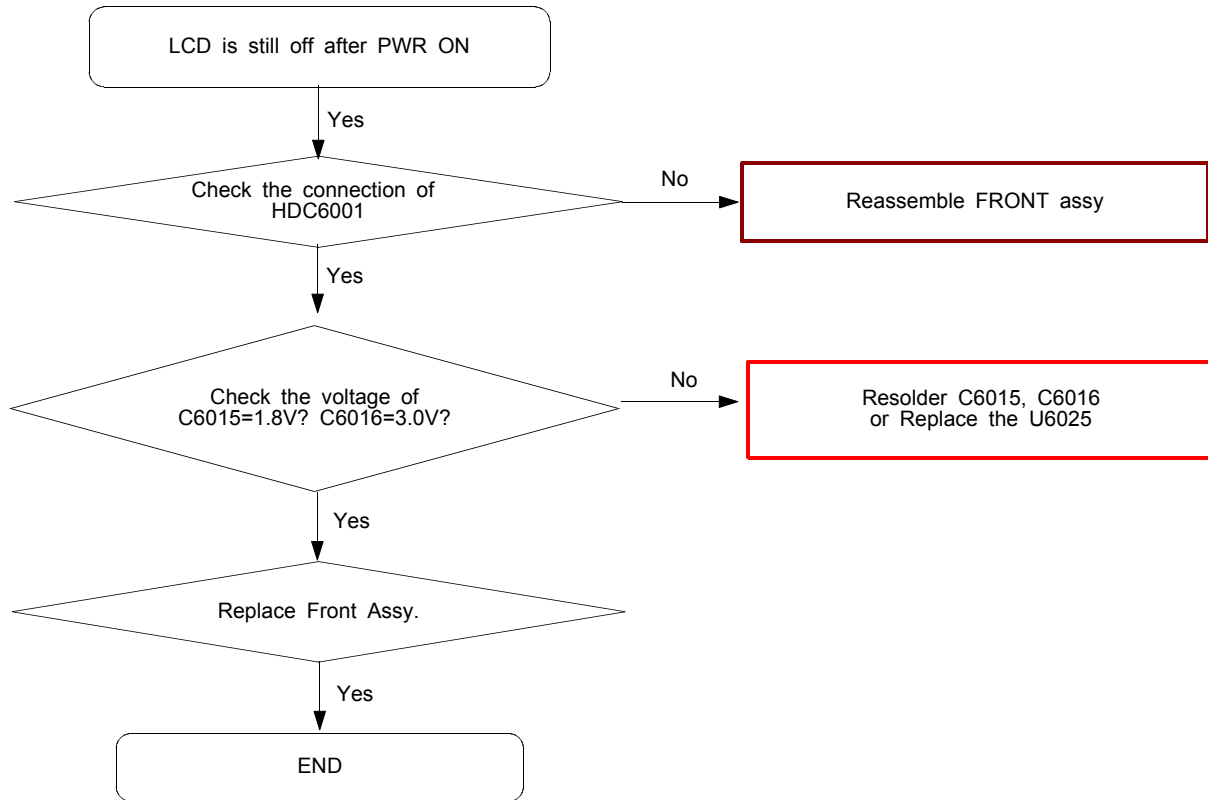 LCD is still off after PWR ON
Yes
Check the connection of
HDC6001
No
Reassemble FRONT assy
Yes
Check the voltage of
C6015=1.8V? C6016=3.0V?
No
Resolder C6015, C6016
or Replace the U6025
Yes
Replace Front Assy.
Yes
END